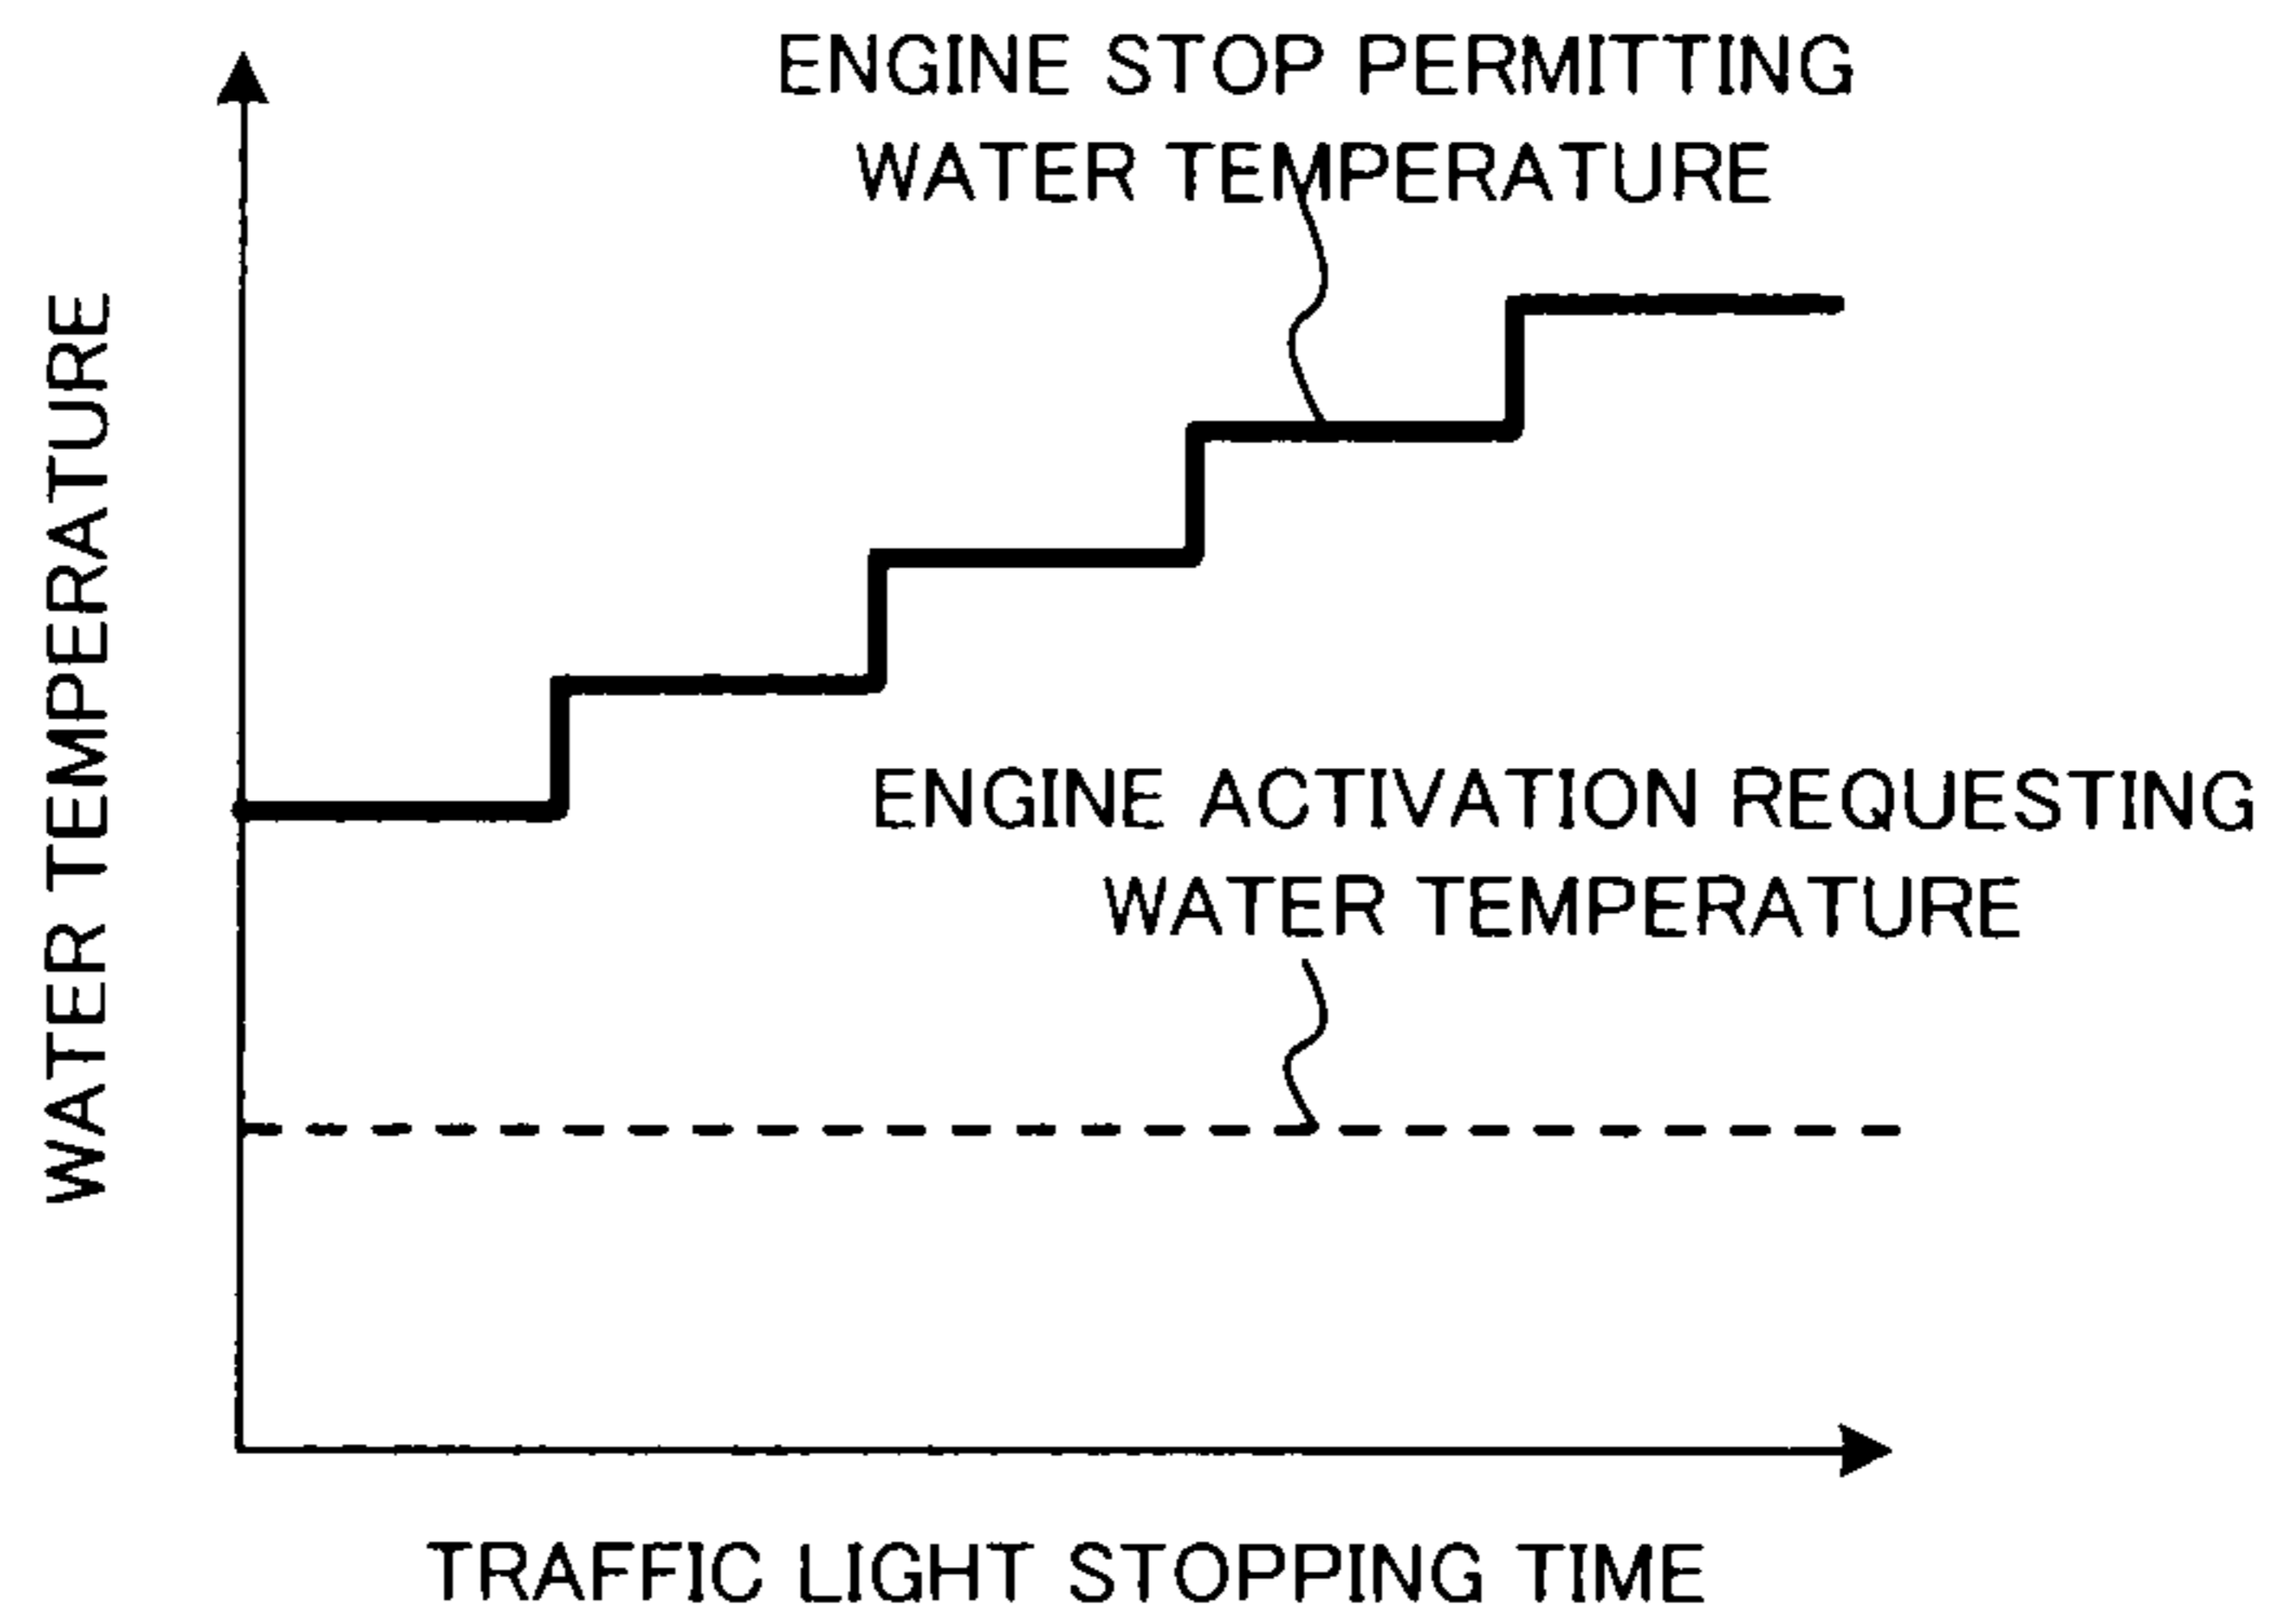 ENGINE STOP PERMITTING
WATER TEMPERATURE
WATER TEMPERATURE
ENGINE ACTIVATION REQUESTING
WATER TEMPERATURE
TRAFFIC LIGHT STOPPING TIME